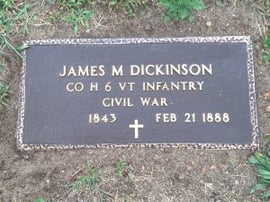 JAMES M DICKINSON
CO H 6 VT INFANTRY
CIVIL WAR
1843 FEB 21 1888